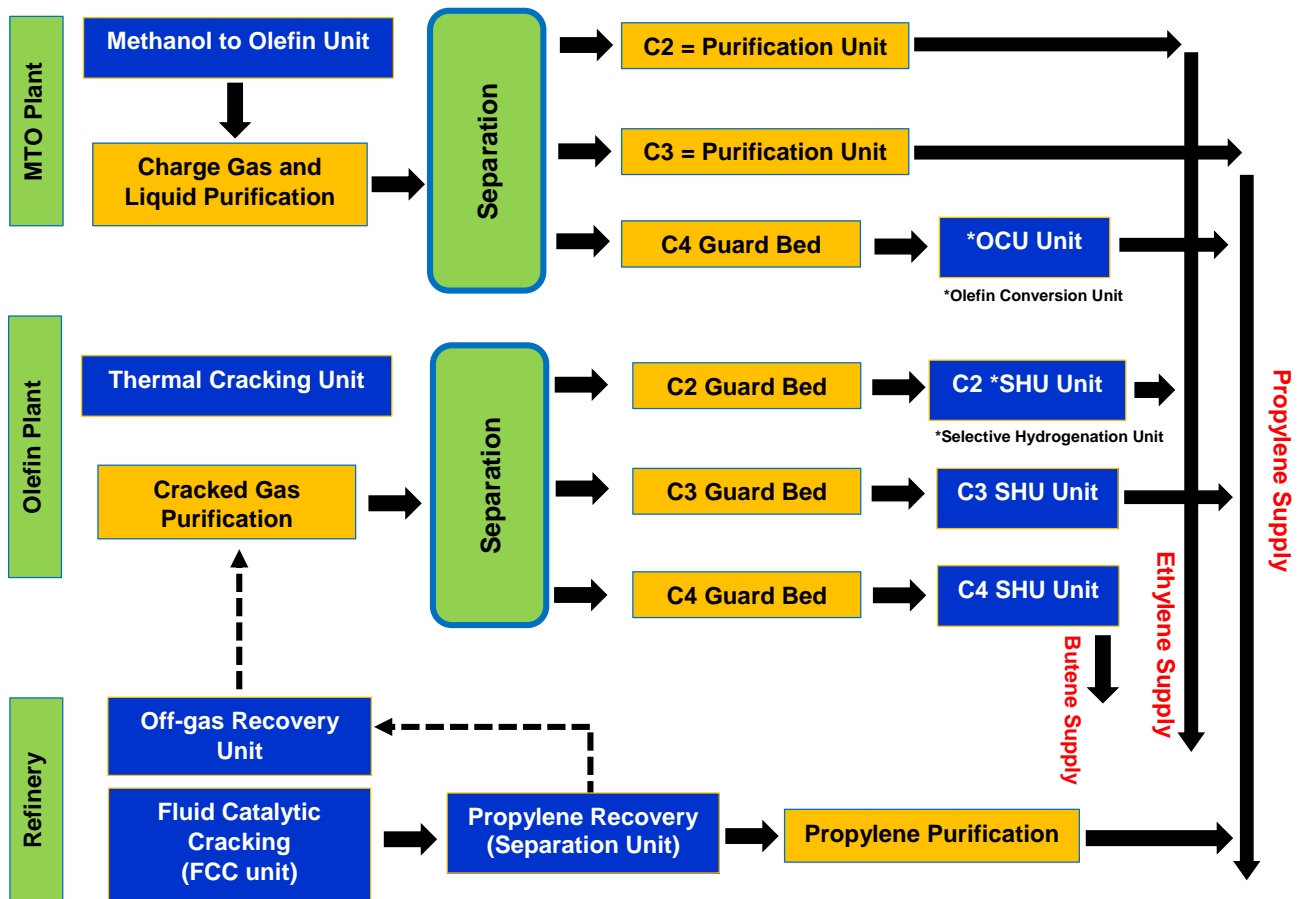 MTO Plant
Methanol to Olefin Unit
Charge Gas and
Liquid Purification
Separation
C2 = Purification Unit
C3 = Purification Unit
C4 Guard Bed
*OCU Unit
*Olefin Conversion Unit
Olefin Plant
Thermal Cracking Unit
Cracked Gas
Purification
Separation
C2 Guard Bed
C2 *SHU Unit
*Selective Hydrogenation Unit
C3 Guard Bed
C3 SHU Unit
C4 Guard Bed
C4 SHU Unit
Butene Supply
Ethylene Supply
Propylene Supply
Refinery
Off-gas Recovery
Unit
Fluid Catalytic
Cracking
(FCC unit)
Propylene Recovery
(Separation Unit)
Propylene Purification